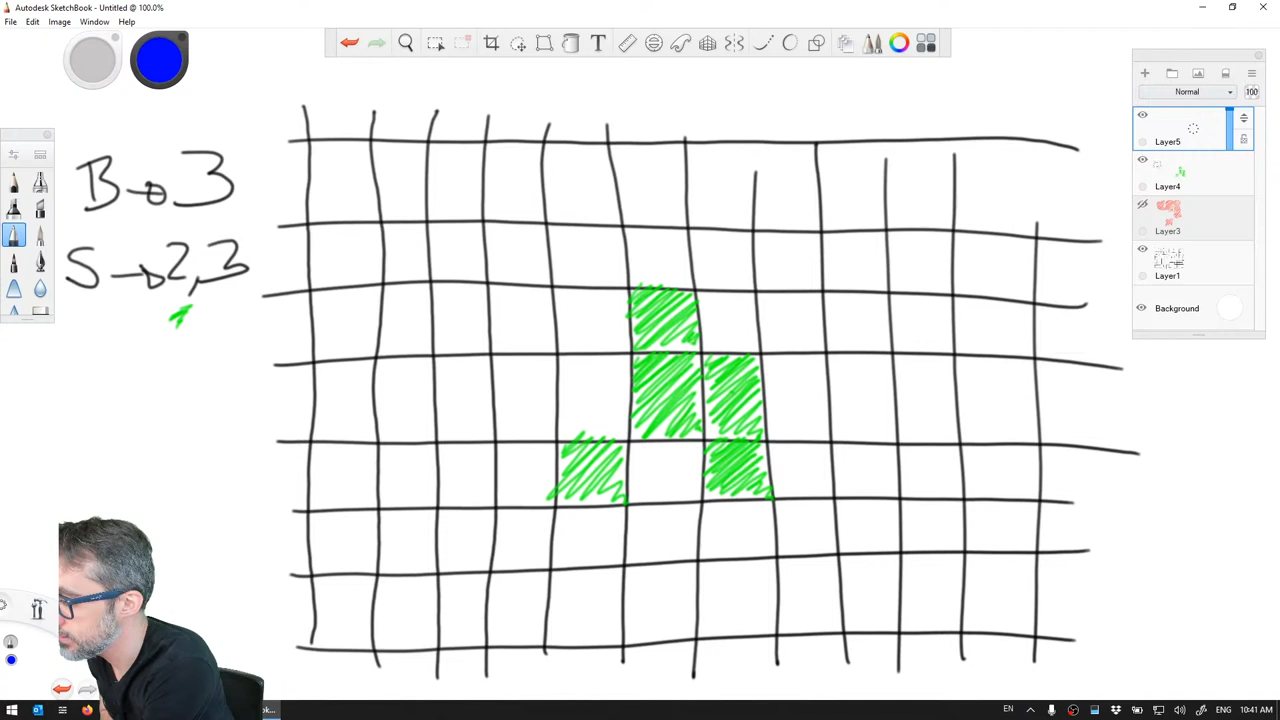 Autodesk SketchBook - Untitled @ 100.0%
File Edit Image Window Help
Normal 100
Layer5
Layer4
Layer3
Layer1
Background
B → 3
S → 2,3
EN 10:41 AM